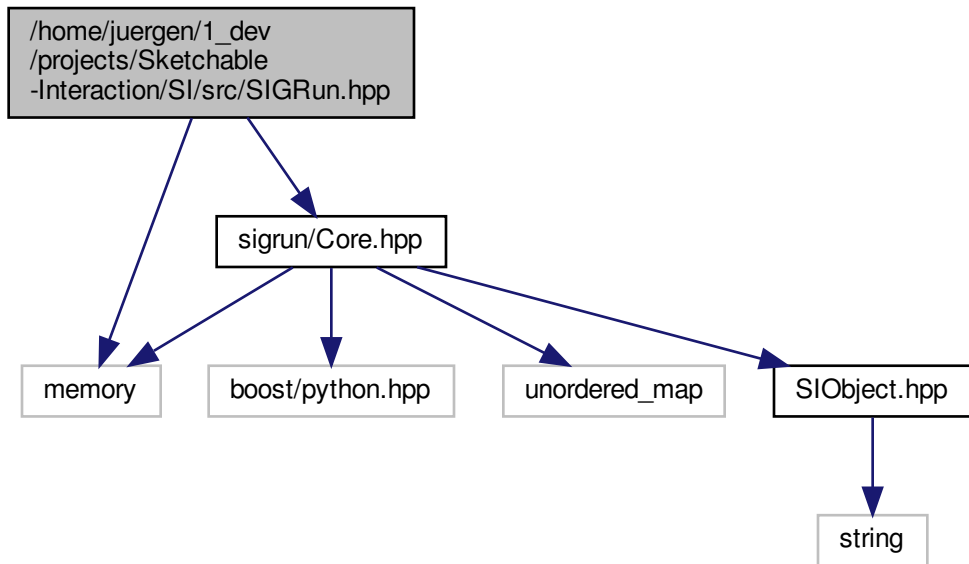 /home/juergen/1_dev
/projects/Sketchable
-Interaction/SI/src/SIGRun.hpp
sigrun/Core.hpp
memory
boost/python.hpp
unordered_map
SIObject.hpp
string